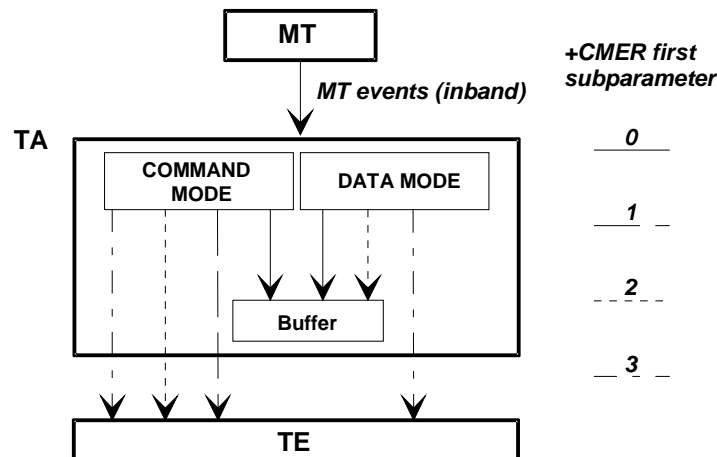 MT
+CMER first
subparameter
MT events (inband)
TA
0
COMMAND
MODE
DATA MODE
1
2
Buffer
3
TE